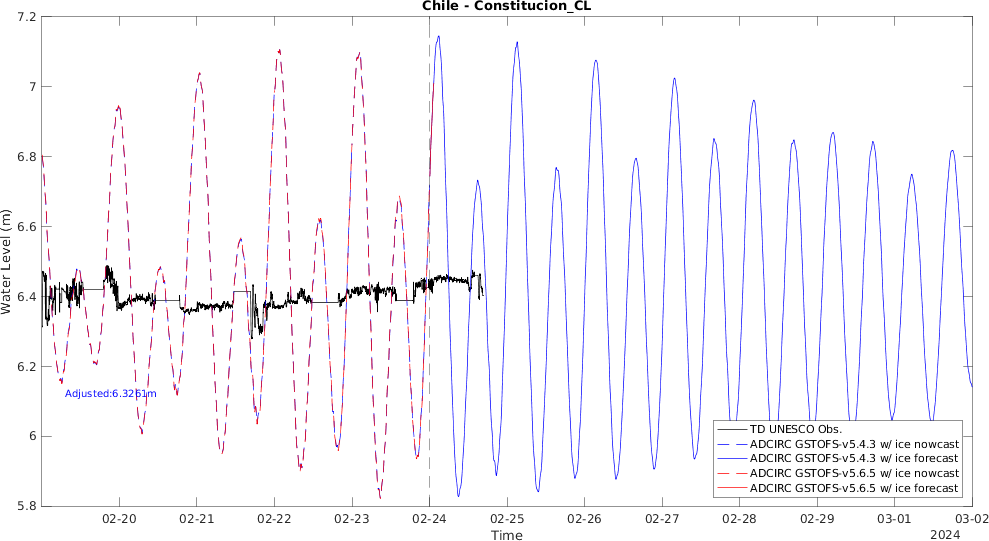 Chile - Constitucion_CL
7.2
7
6.8
6.6
6.4
6.2
6
5.8
Water Level (m)
Adjusted:6.3261m
TD UNESCO Obs.
ADCIRC GSTOFS-v5.4.3 w/ ice nowcast
ADCIRC GSTOFS-v5.4.3 w/ ice forecast
ADCIRC GSTOFS-v5.6.5 w/ ice nowcast
ADCIRC GSTOFS-v5.6.5 w/ ice forecast
02-20 02-21 02-22 02-23 02-24 02-25 02-26 02-27 02-28 02-29 03-01 03-02
Time
2024